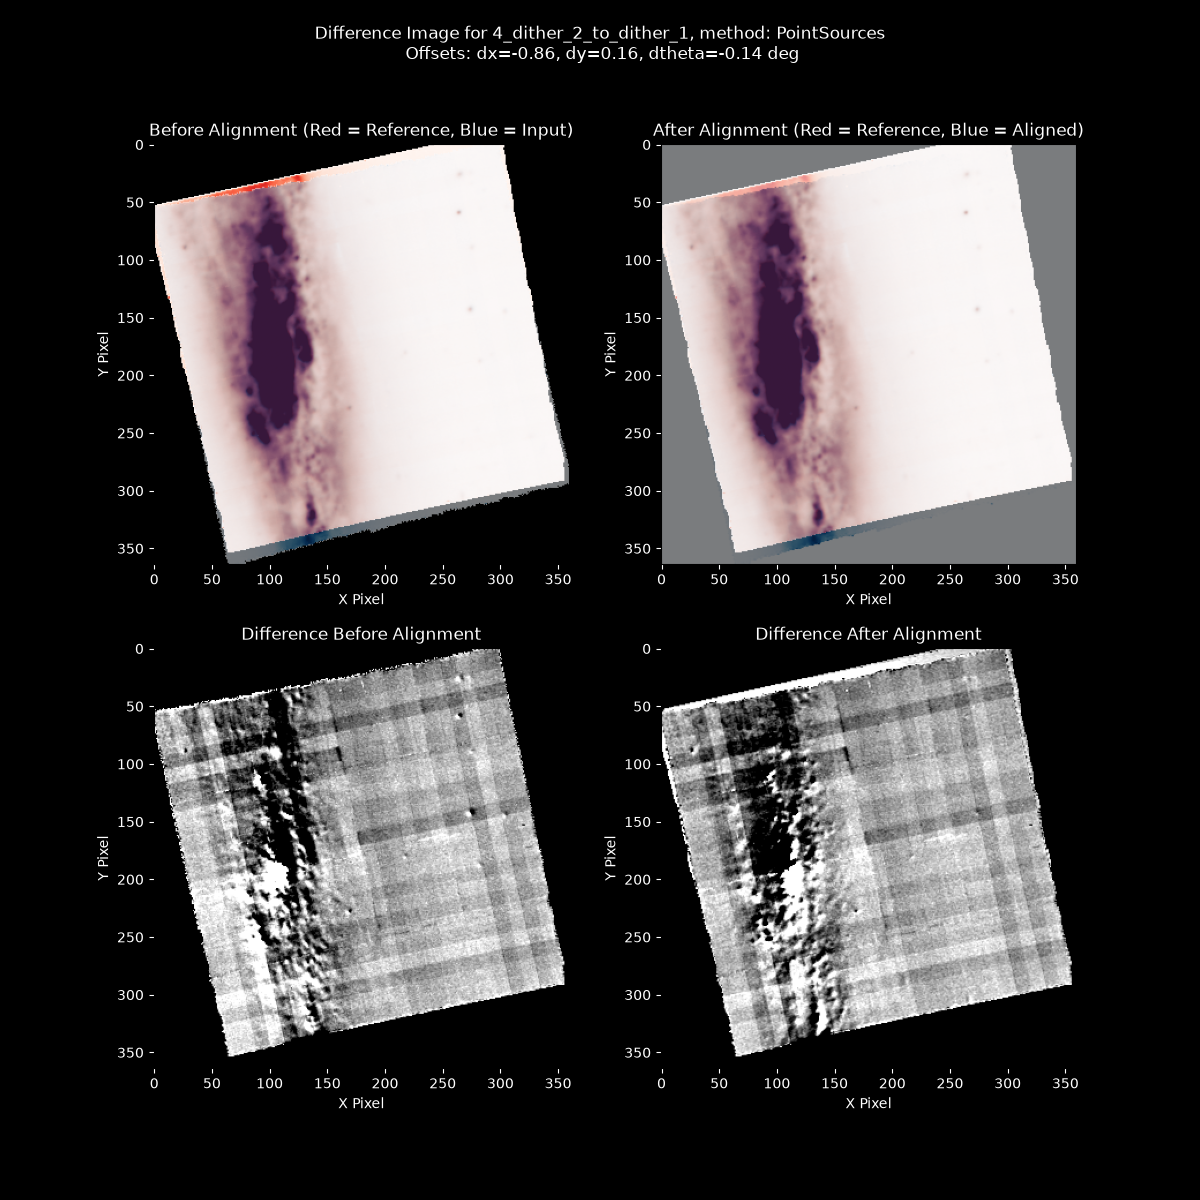 Difference Image for 4_dither_2_to_dither_1, method: PointSources
Offsets: dx=-0.86, dy=0.16, dtheta=-0.14 deg
Before Alignment (Red = Reference, Blue = Input)
0
50
100
150
200
250
300
350
Y Pixel
0 50 100 150 200 250 300 350
X Pixel
After Alignment (Red = Reference, Blue = Aligned)
0
50
100
150
200
250
300
350
Y Pixel
0 50 100 150 200 250 300 350
X Pixel
Difference Before Alignment
0
50
100
150
200
250
300
350
Y Pixel
0 50 100 150 200 250 300 350
X Pixel
Difference After Alignment
0
50
100
150
200
250
300
350
Y Pixel
0 50 100 150 200 250 300 350
X Pixel